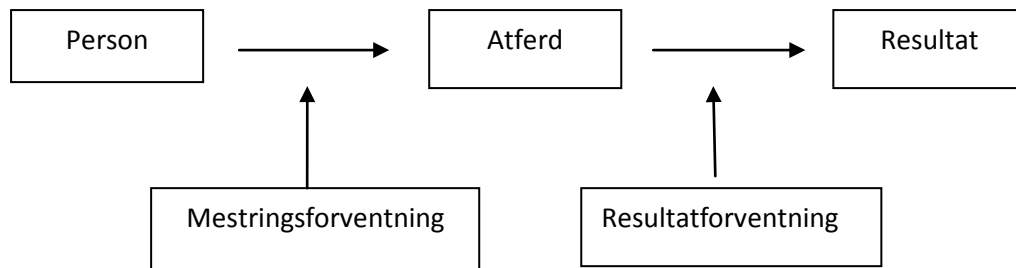 Person
Atferd
Resultat
Mestringsforventning
Resultatforventning